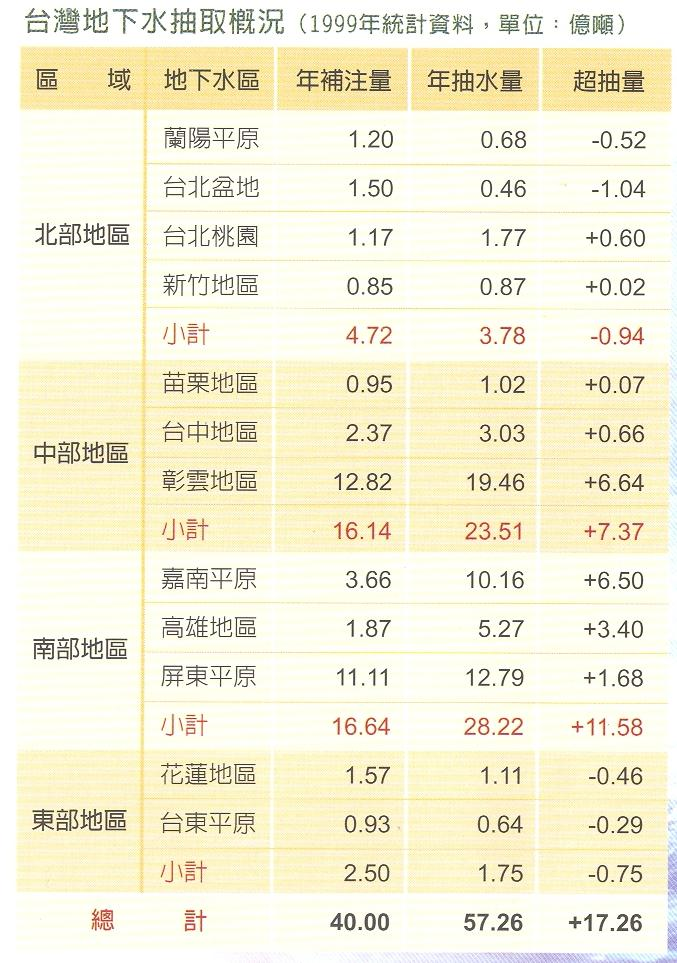 台灣地下水抽取概況（1999年統計資料，單位：億噸）
區 域 地下水區 年補注量 年抽水量 超抽量
蘭陽平原 1.20 0.68 -0.52
台北盆地 1.50 0.46 -1.04
北部地區 台北桃園 1.17 1.77 +0.60
新竹地區 0.85 0.87 +0.02
小計 4.72 3.78 -0.94
苗栗地區 0.95 1.02 +0.07
台中地區 2.37 3.03 +0.66
中部地區 彰雲地區 12.82 19.46 +6.64
小計 16.14 23.51 +7.37
嘉南平原 3.66 10.16 +6.50
高雄地區 1.87 5.27 +3.40
南部地區 屏東平原 11.11 12.79 +1.68
小計 16.64 28.22 +11.58
花蓮地區 1.57 1.11 -0.46
東部地區 台東平原 0.93 0.64 -0.29
小計 2.50 1.75 -0.75
總 計 40.00 57.26 +17.26